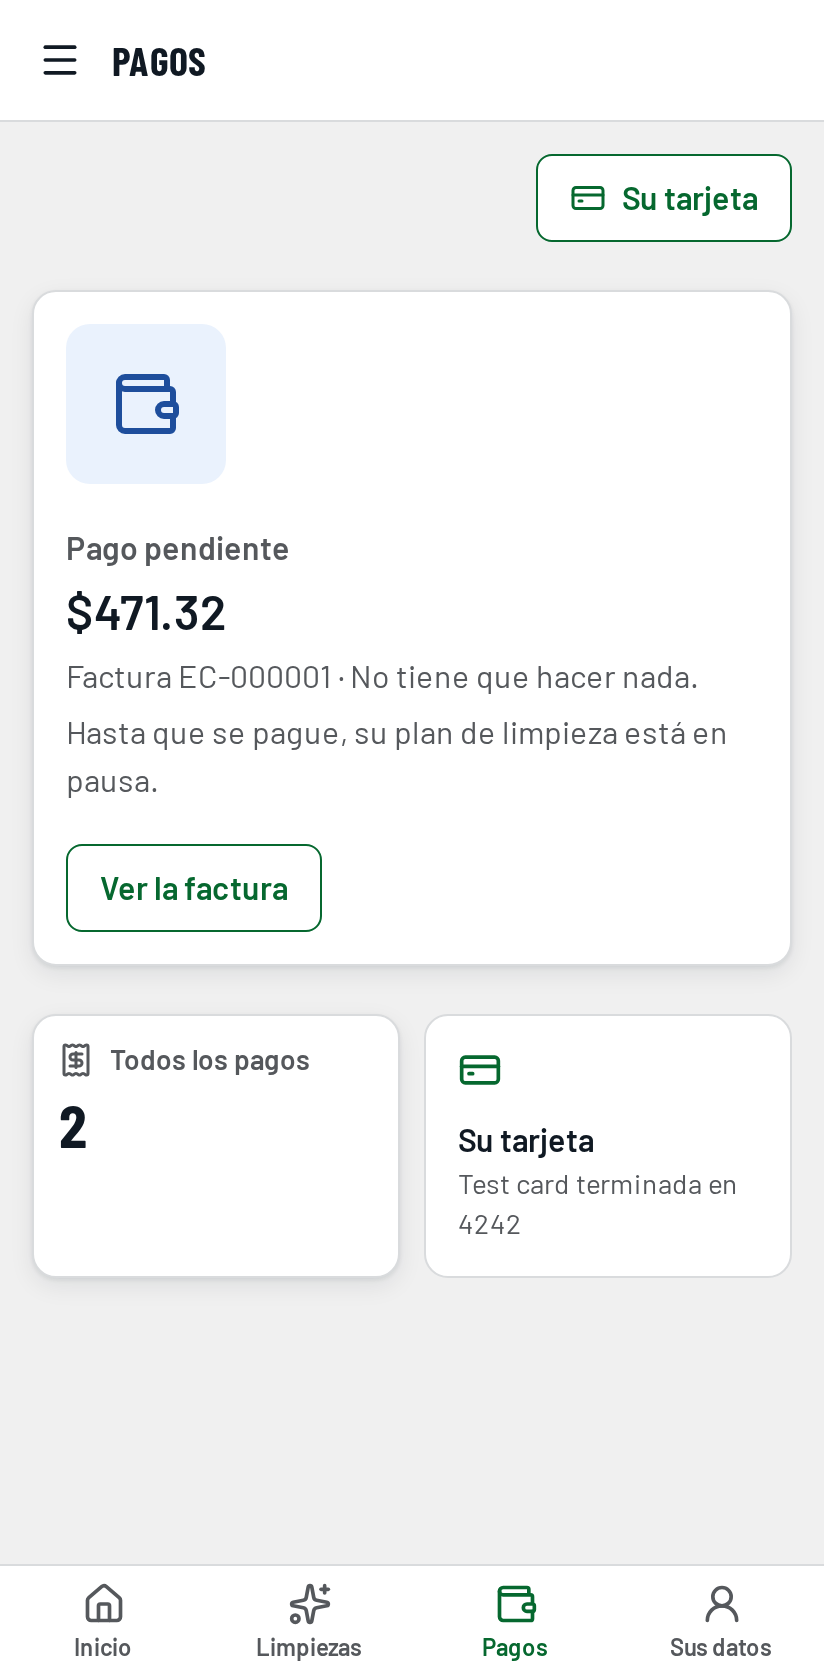 PAGOS
Su tarjeta
Pago pendiente
$471.32
Factura EC-000001 · No tiene que hacer nada.
Hasta que se pague, su plan de limpieza está en
pausa.
Ver la factura
Todos los pagos
2
Su tarjeta
Test card terminada en
4242
Inicio
Limpiezas
Pagos
Sus datos